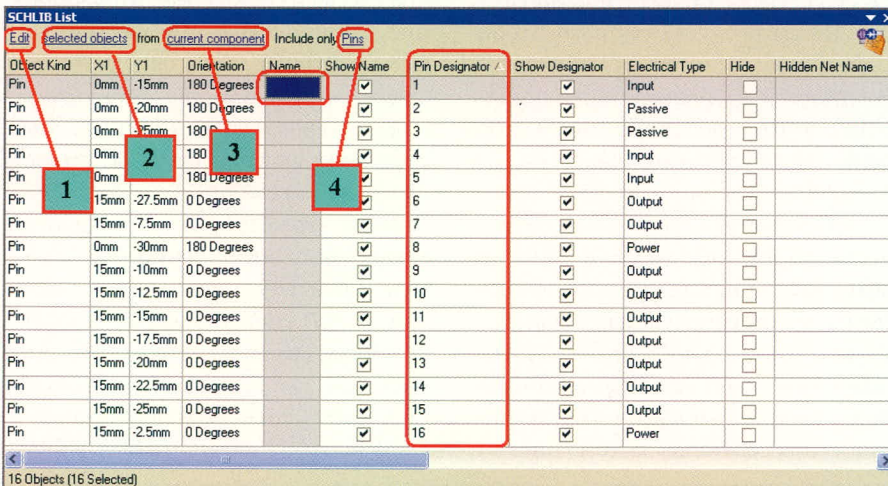 SCHLIB List
Edit selected objects from current component Include only Pins
Object Kind X1 Y1 Orientation Name Show Name Pin Designator Show Designator Electrical Type Hide Hidden Net Name
Pin 0mm -15mm 180 Degrees 1 Input
Pin 0mm -20mm 180 Degrees 2 Passive
Pin 0mm -25mm 180 3 Passive
Pin 0mm 180 4 Input
Pin 0mm 180 Degrees 5 Input
Pin 15mm -27.5mm 0 Degrees 6 Output
Pin 15mm -7.5mm 0 Degrees 7 Output
Pin 0mm -30mm 180 Degrees 8 Power
Pin 15mm -10mm 0 Degrees 9 Output
Pin 15mm -12.5mm 0 Degrees 10 Output
Pin 15mm -15mm 0 Degrees 11 Output
Pin 15mm -17.5mm 0 Degrees 12 Output
Pin 15mm -20mm 0 Degrees 13 Output
Pin 15mm -22.5mm 0 Degrees 14 Output
Pin 15mm -25mm 0 Degrees 15 Output
Pin 15mm -2.5mm 0 Degrees 16 Power
16 Objects (16 Selected)
1
2
3
4